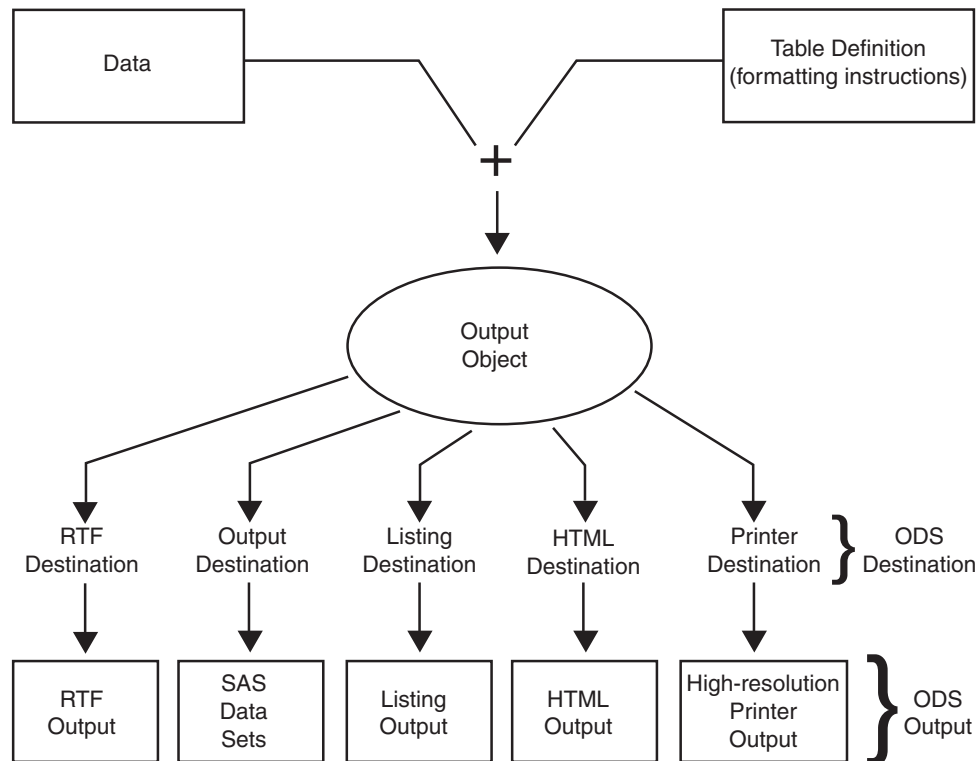 Data
Table Definition
(formatting instructions)
+
Output
Object
RTF
Destination
Output
Destination
Listing
Destination
HTML
Destination
Printer
Destination
ODS
Destination
RTF
Output
SAS
Data
Sets
Listing
Output
HTML
Output
High-resolution
Printer
Output
ODS
Output